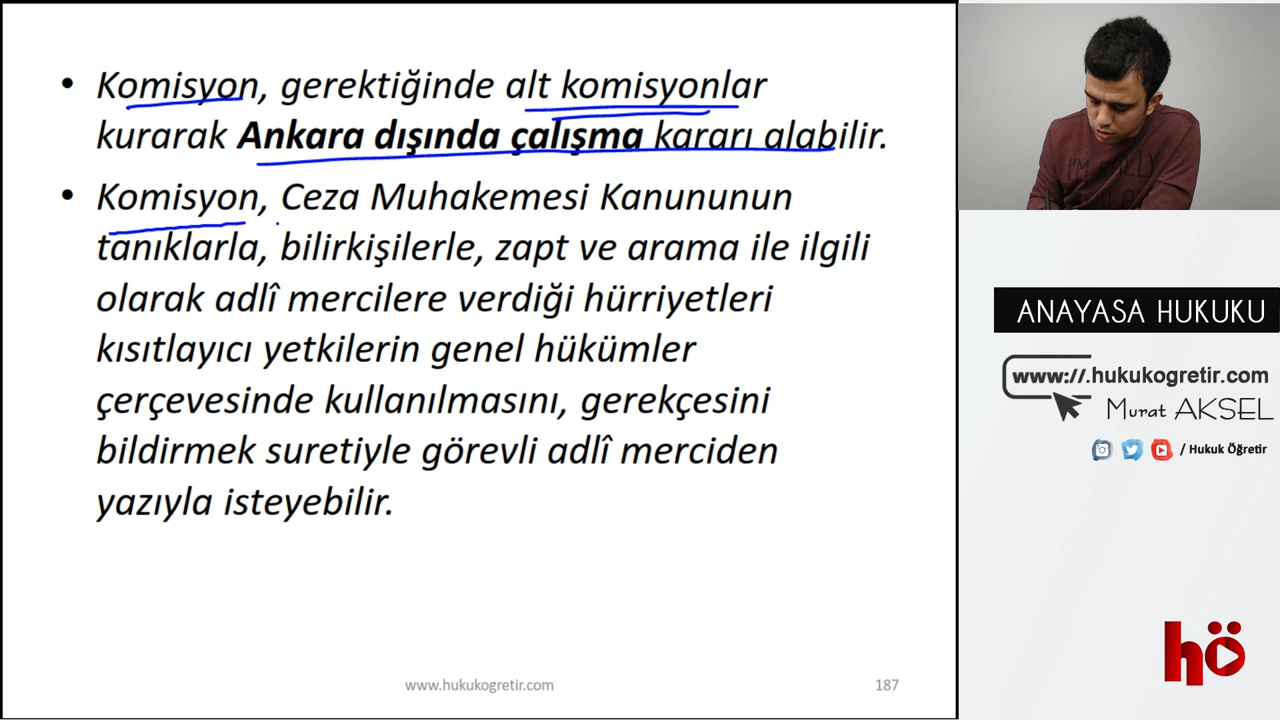 • Komisyon, gerektiğinde alt komisyonlar
kurarak Ankara dışında çalışma kararı alabilir.
• Komisyon, Ceza Muhakemesi Kanununun
tanıklarla, bilirkişilerle, zapt ve arama ile ilgili
olarak adlî mercilere verdiği hürriyetleri
kısıtlayıcı yetkilerin genel hükümler
çerçevesinde kullanılmasını, gerekçesini
bildirmek suretiyle görevli adlî merciden
yazıyla isteyebilir.
www.hukukogretir.com
187
I'M REALLY
ANAYASA HUKUKU
www://.hukukogretir.com
Murat AKSEL
/ Hukuk Öğretir
hö